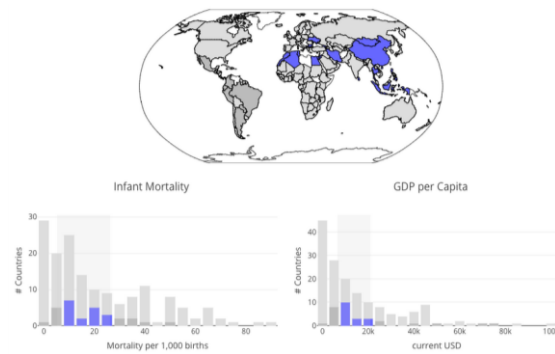 Infant Mortality
GDP per Capita
# Countries
30
20
10
0
0
20
40
60
80
Mortality per 1,000 births
# Countries
40
30
20
10
0
0
20k
40k
60k
80k
current USD